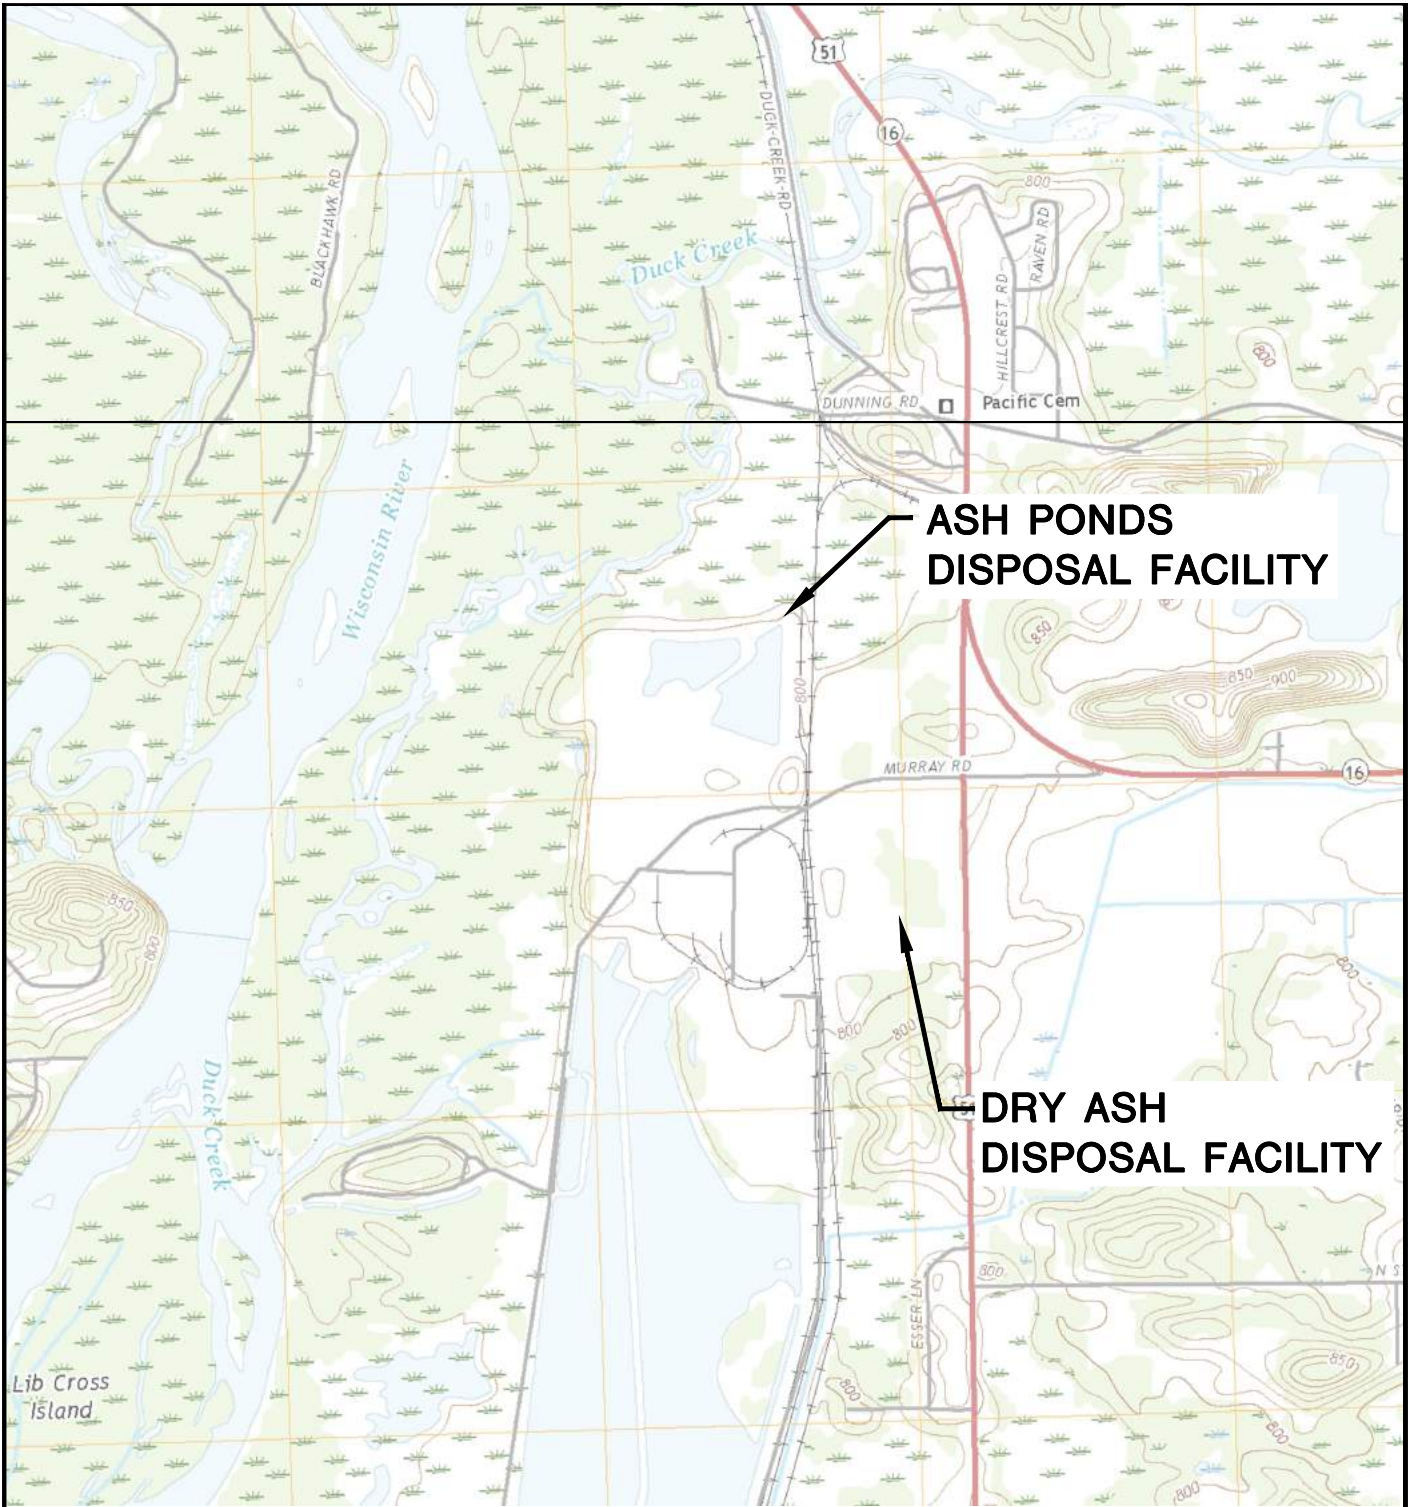 51
16
DUCK-CREEK-RD
BLACKHAWK RD
800
RAVEN RD
Duck Creek
HILLCREST RD
800
DUNNING RD
Pacific Cem
Wisconsin River
ASH PONDS
DISPOSAL FACILITY
850
850
900
800
MURRAY RD
16
850
800
800
800
800
Duck Creek
DRY ASH
DISPOSAL FACILITY
800
N S
ESSER LN
850
Lib Cross
Island
800
800
800